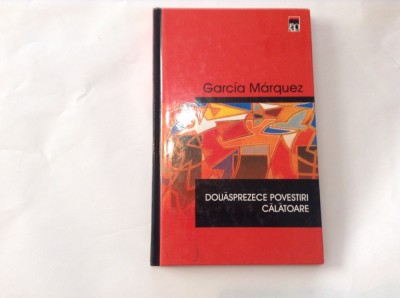 García Márquez
DOUĂSPREZECE POVESTIRI
CĂLĂTOARE